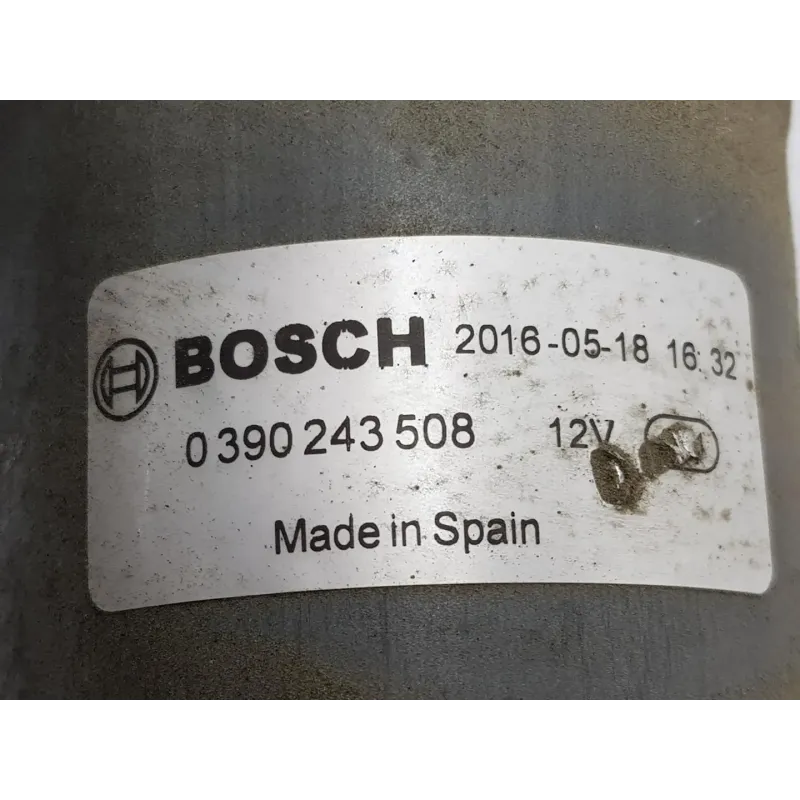 BOSCH 2016-05-18 16:32
0 390 243 508 12V
Made in Spain